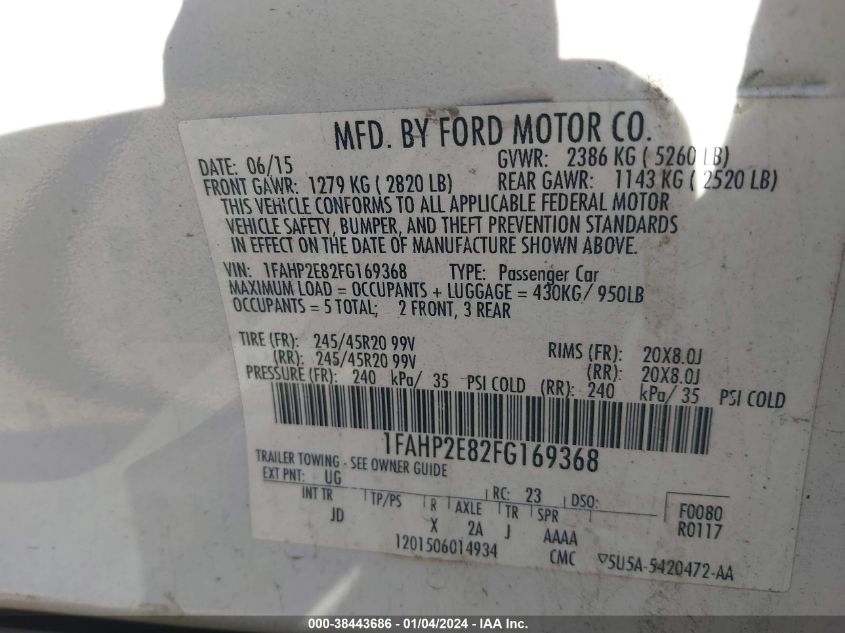 MFD. BY FORD MOTOR CO.
DATE: 06/15 GVWR: 2386 KG ( 5260 LB)
FRONT GAWR: 1279 KG ( 2820 LB) REAR GAWR: 1143 KG ( 2520 LB)
THIS VEHICLE CONFORMS TO ALL APPLICABLE FEDERAL MOTOR
VEHICLE SAFETY, BUMPER, AND THEFT PREVENTION STANDARDS
IN EFFECT ON THE DATE OF MANUFACTURE SHOWN ABOVE.
VIN: 1FAHP2E82FG169368 TYPE: Passenger Car
MAXIMUM LOAD = OCCUPANTS + LUGGAGE = 430KG/ 950LB
OCCUPANTS = 5 TOTAL; 2 FRONT, 3 REAR
TIRE (FR): 245/45R20 99V RIMS (FR): 20X8.0J
(RR): 245/45R20 99V (RR): 20X8.0J
PRESSURE (FR): 240 kPa/ 35 PSI COLD (RR): 240 kPa/ 35 PSI COLD
1FAHP2E82FG169368
TRAILER TOWING - SEE OWNER GUIDE
EXT PNT: UG RC: 23 DSO: F0080
INT TR TP/PS R AXLE TR SPR R0117
JD X 2A J AAAA
1201506014934 CMC ▽5U5A-5420472-AA
000-38443686 - 01/04/2024 - IAA Inc.